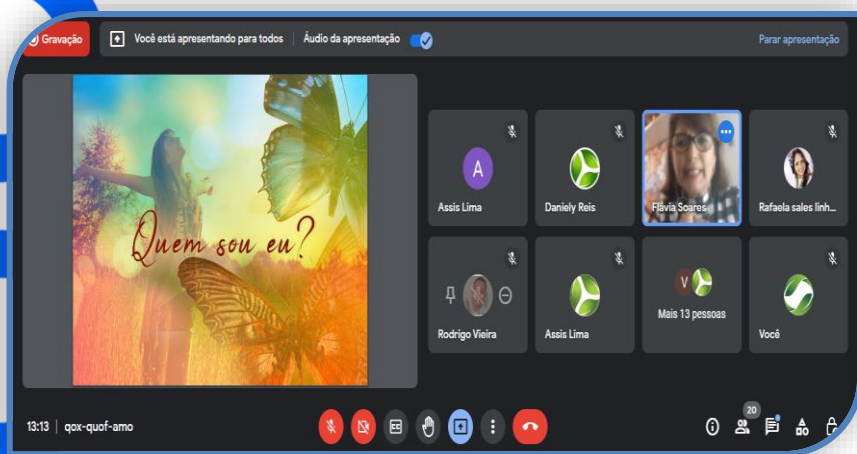 Gravação
Você está apresentando para todos
Áudio da apresentação
Parar apresentação
Quem sou eu?
A
Assis Lima
Daniely Reis
Flávia Soares
Rafaela sales linh...
Rodrigo Vieira
Assis Lima
V
Mais 13 pessoas
Você
13:13 | qox-quof-amo
20